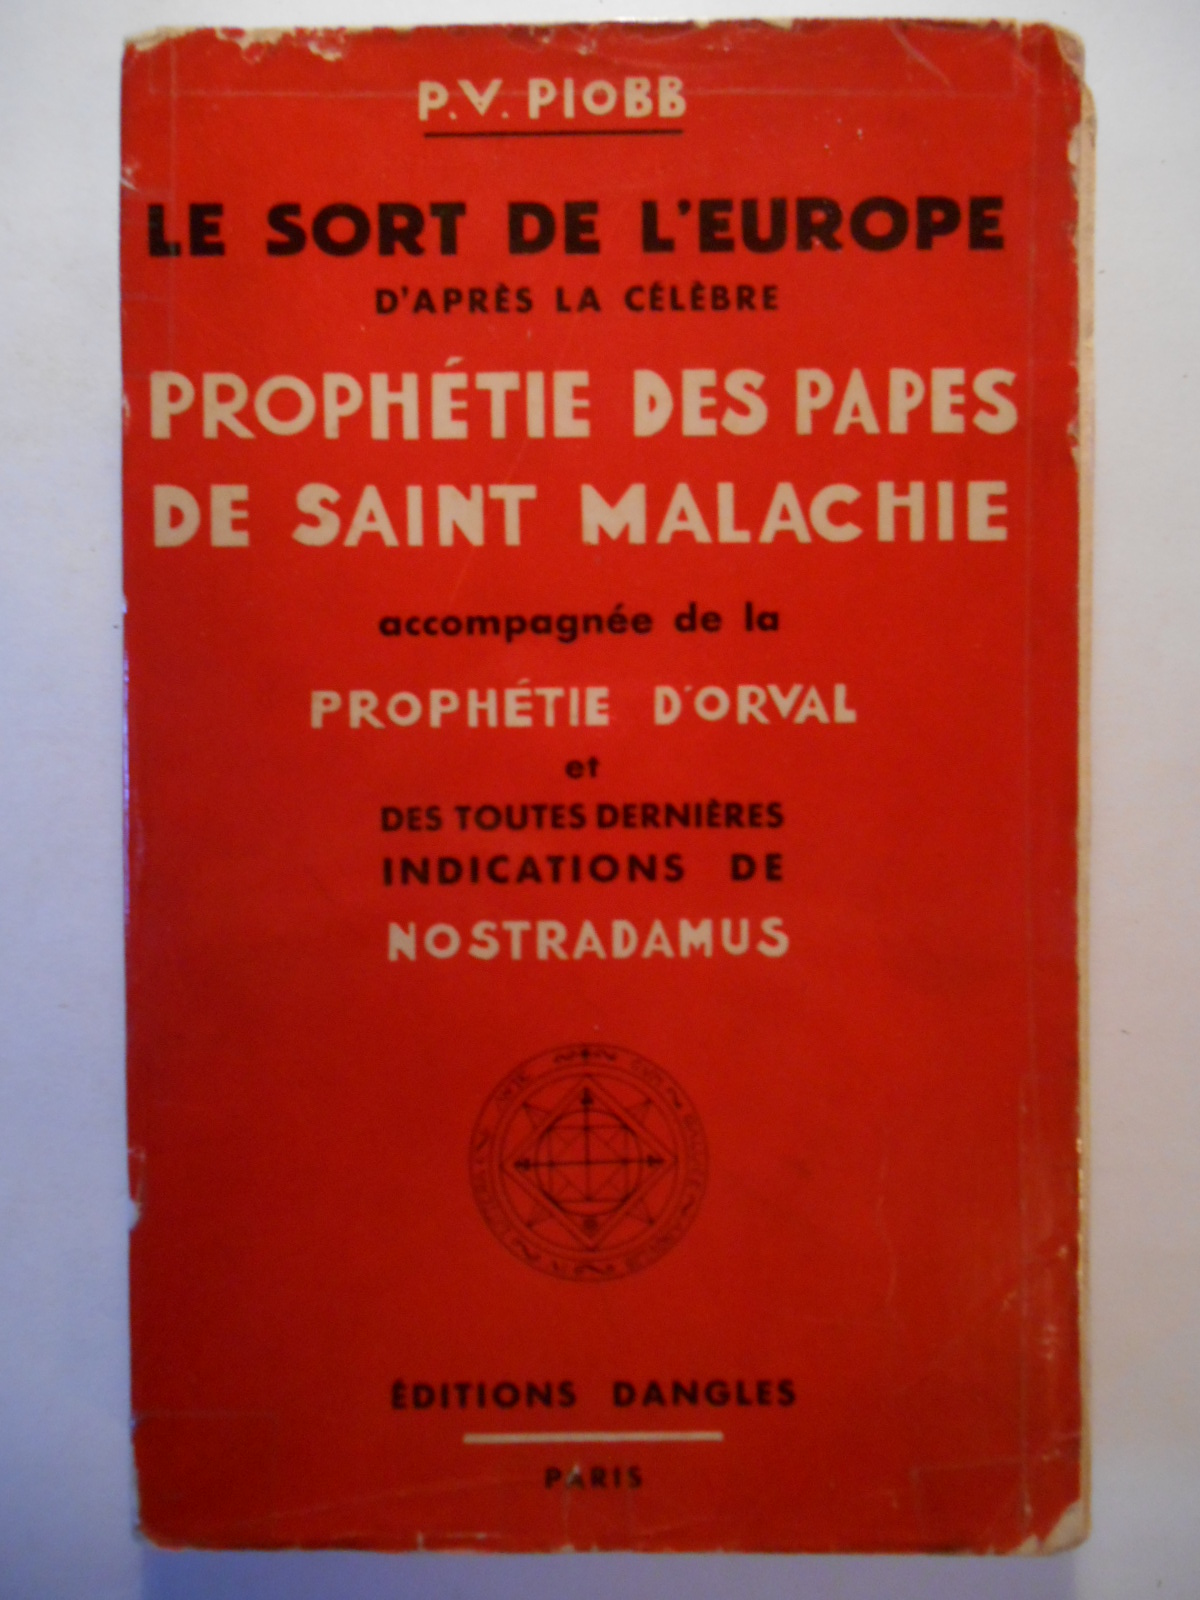 P.V. PIOBB
LE SORT DE L'EUROPE
D'APRÈS LA CÉLÈBRE
PROPHÉTIE DES PAPES
DE SAINT MALACHIE
accompagnée de la
PROPHÉTIE D'ORVAL
et
DES TOUTES DERNIÈRES
INDICATIONS DE
NOSTRADAMUS
ÉDITIONS DANGLES
PARIS